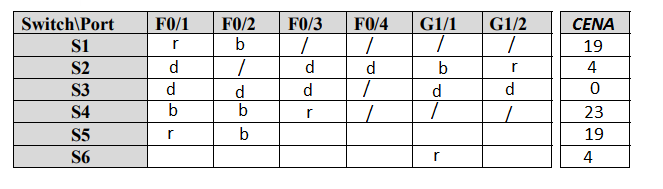 Switch\Port F0/1 F0/2 F0/3 F0/4 G1/1 G1/2 CENA
S1 r b / / / / 19
S2 d / d d b r 4
S3 d d d / d d 0
S4 b b r / / / 23
S5 r b 19
S6 r 4